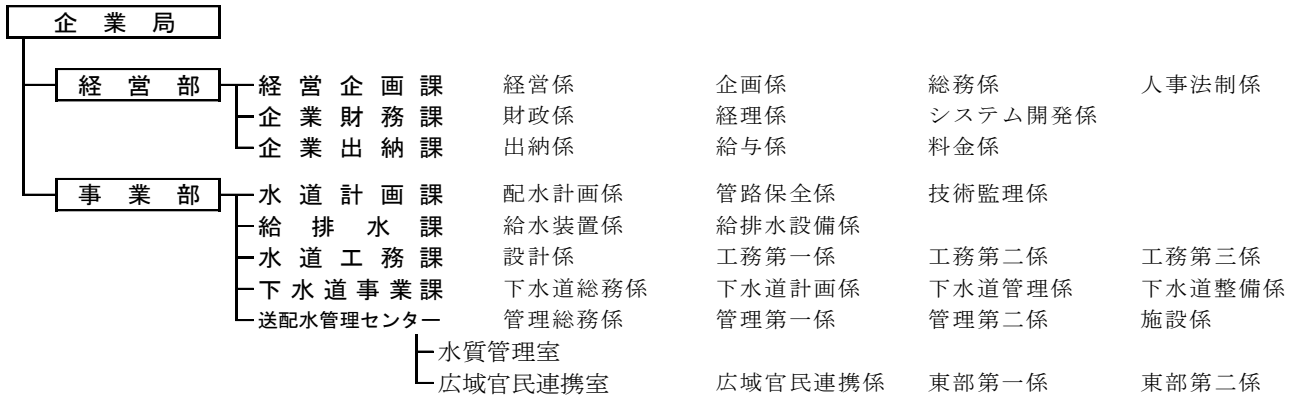 企業局
経営部 経営企画課 経営係 企画係 総務係 人事法制係
企業財務課 財政係 経理係 システム開発係
企業出納課 出納係 給与係 料金係
事業部 水道計画課 配水計画係 管路保全係 技術監理係
給排水課 給水装置係 給排水設備係
水道工務課 設計係 工務第一係 工務第二係 工務第三係
下水道事業課 下水道総務係 下水道計画係 下水道管理係 下水道整備係
送配水管理センター 管理総務係 管理第一係 管理第二係 施設係
水質管理室
広域官民連携室 広域官民連携係 東部第一係 東部第二係